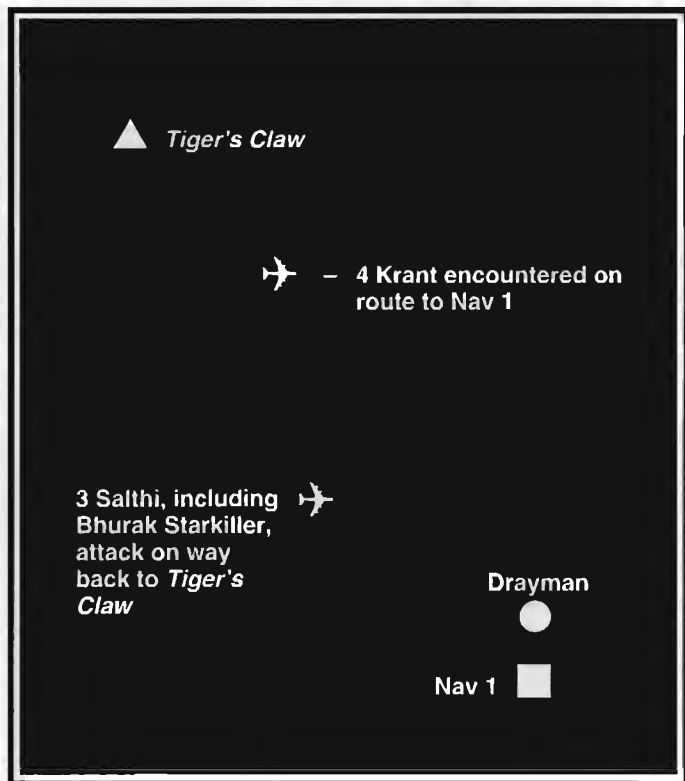 Tiger's Claw
– 4 Krant encountered on
route to Nav 1
3 Salthi, including
Bhurak Starkiller,
attack on way
back to Tiger's
Claw
Drayman
Nav 1